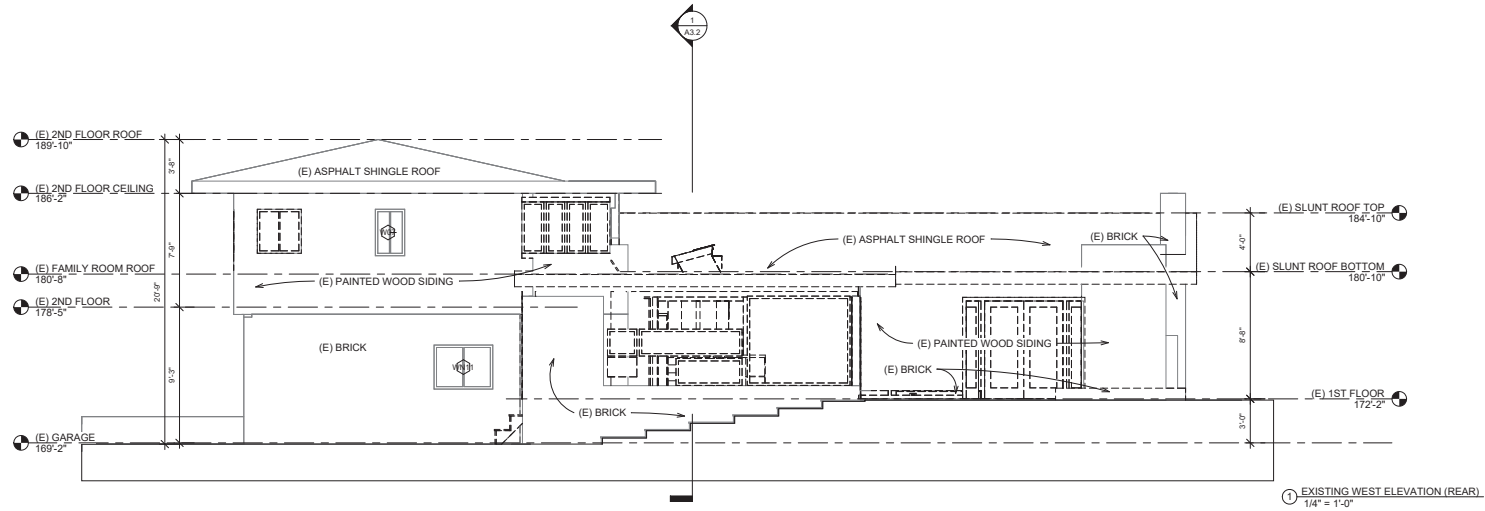 1
A3.2
(E) 2ND FLOOR ROOF
189'-10"
3'-8"
(E) ASPHALT SHINGLE ROOF
(E) 2ND FLOOR CEILING
186'-2"
(E) SLUNT ROOF TOP
184'-10"
(E) ASPHALT SHINGLE ROOF
(E) BRICK
4'-0"
7'-9"
(E) FAMILY ROOM ROOF
180'-8"
(E) PAINTED WOOD SIDING
(E) SLUNT ROOF BOTTOM
180'-10"
20'-9"
(E) 2ND FLOOR
178'-5"
(E) BRICK
(E) PAINTED WOOD SIDING
8'-8"
WN11
9'-3"
(E) BRICK
(E) 1ST FLOOR
172'-2"
(E) BRICK
3'-0"
(E) GARAGE
169'-2"
1
EXISTING WEST ELEVATION (REAR)
1/4" = 1'-0"